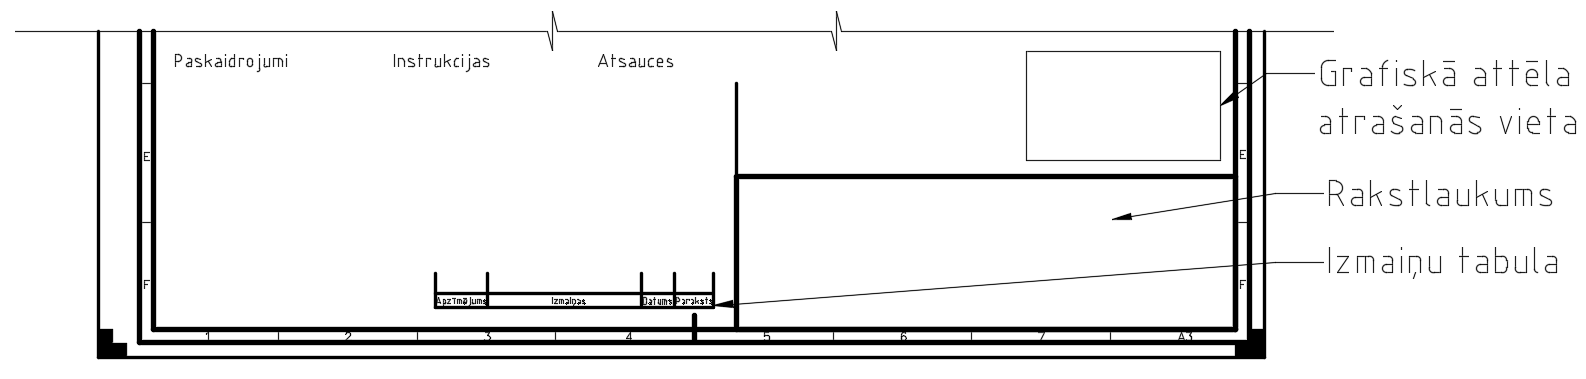 Paskaidrojumi Instrukcijas Atsauces
Grafiskā attēla
atrašanās vieta
E E
Rakstlaukums
Izmaiņu tabula
F F
Apzīmējums Izmaiņas Datums Paraksts
1 2 3 4 5 6 7 A3